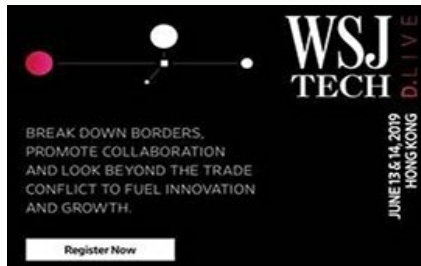 WSJ
TECH
D.LIVE
JUNE 13 & 14, 2019
HONG KONG
BREAK DOWN BORDERS,
PROMOTE COLLABORATION
AND LOOK BEYOND THE TRADE
CONFLICT TO FUEL INNOVATION
AND GROWTH.
Register Now